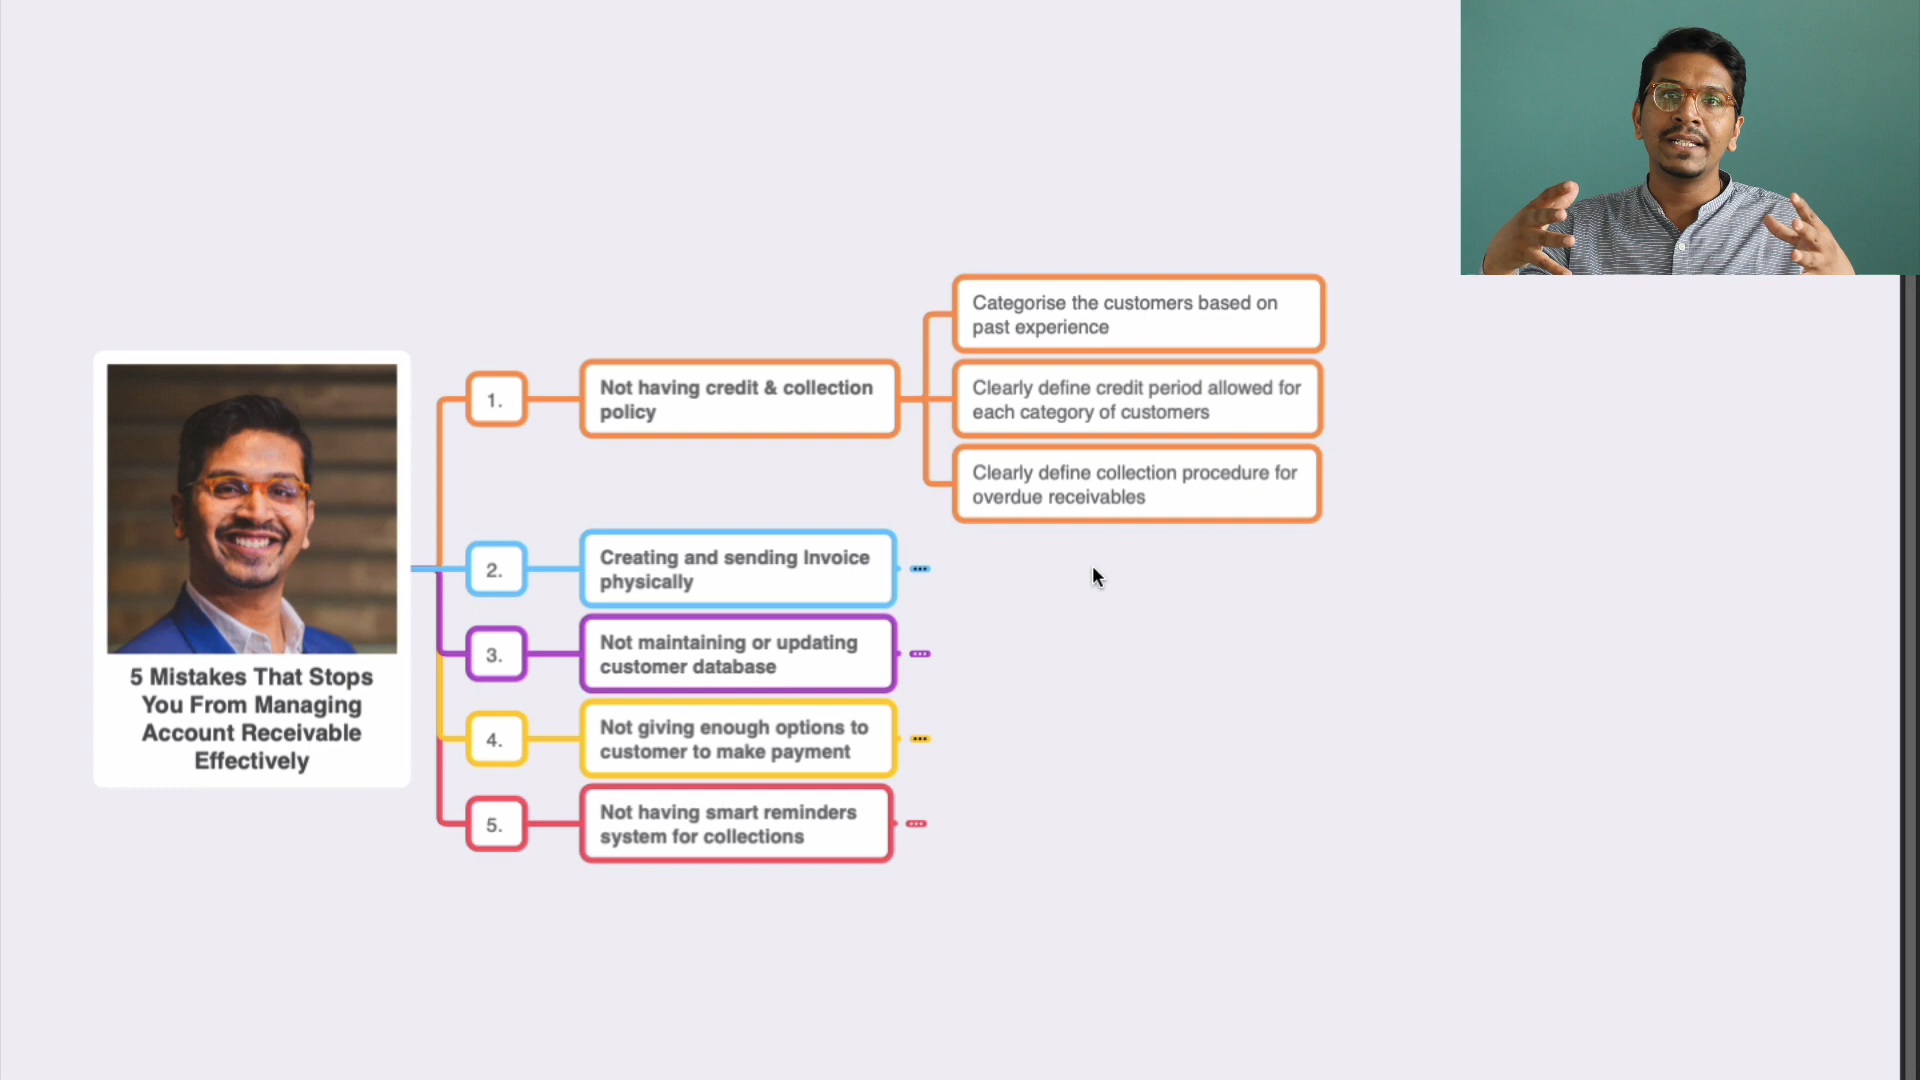 5 Mistakes That Stops
You From Managing
Account Receivable
Effectively
1.
Not having credit & collection
policy
Categorise the customers based on
past experience
Clearly define credit period allowed for
each category of customers
Clearly define collection procedure for
overdue receivables
2.
Creating and sending Invoice
physically
3.
Not maintaining or updating
customer database
4.
Not giving enough options to
customer to make payment
5.
Not having smart reminders
system for collections